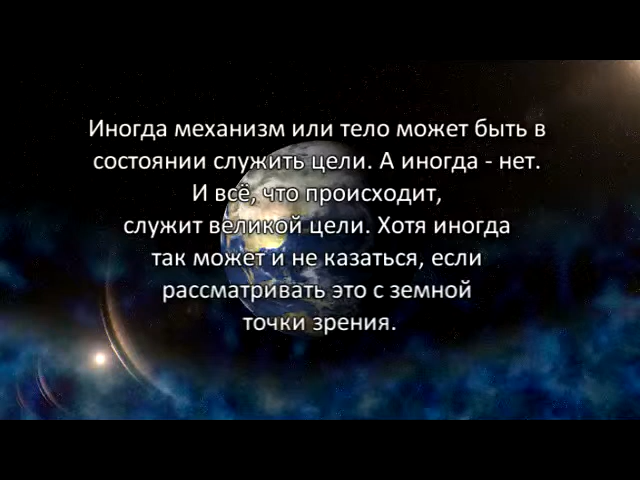 Иногда механизм или тело может быть в
состоянии служить цели. А иногда - нет.
И всё, что происходит,
служит великой цели. Хотя иногда
так может и не казаться, если
рассматривать это с земной
точки зрения.